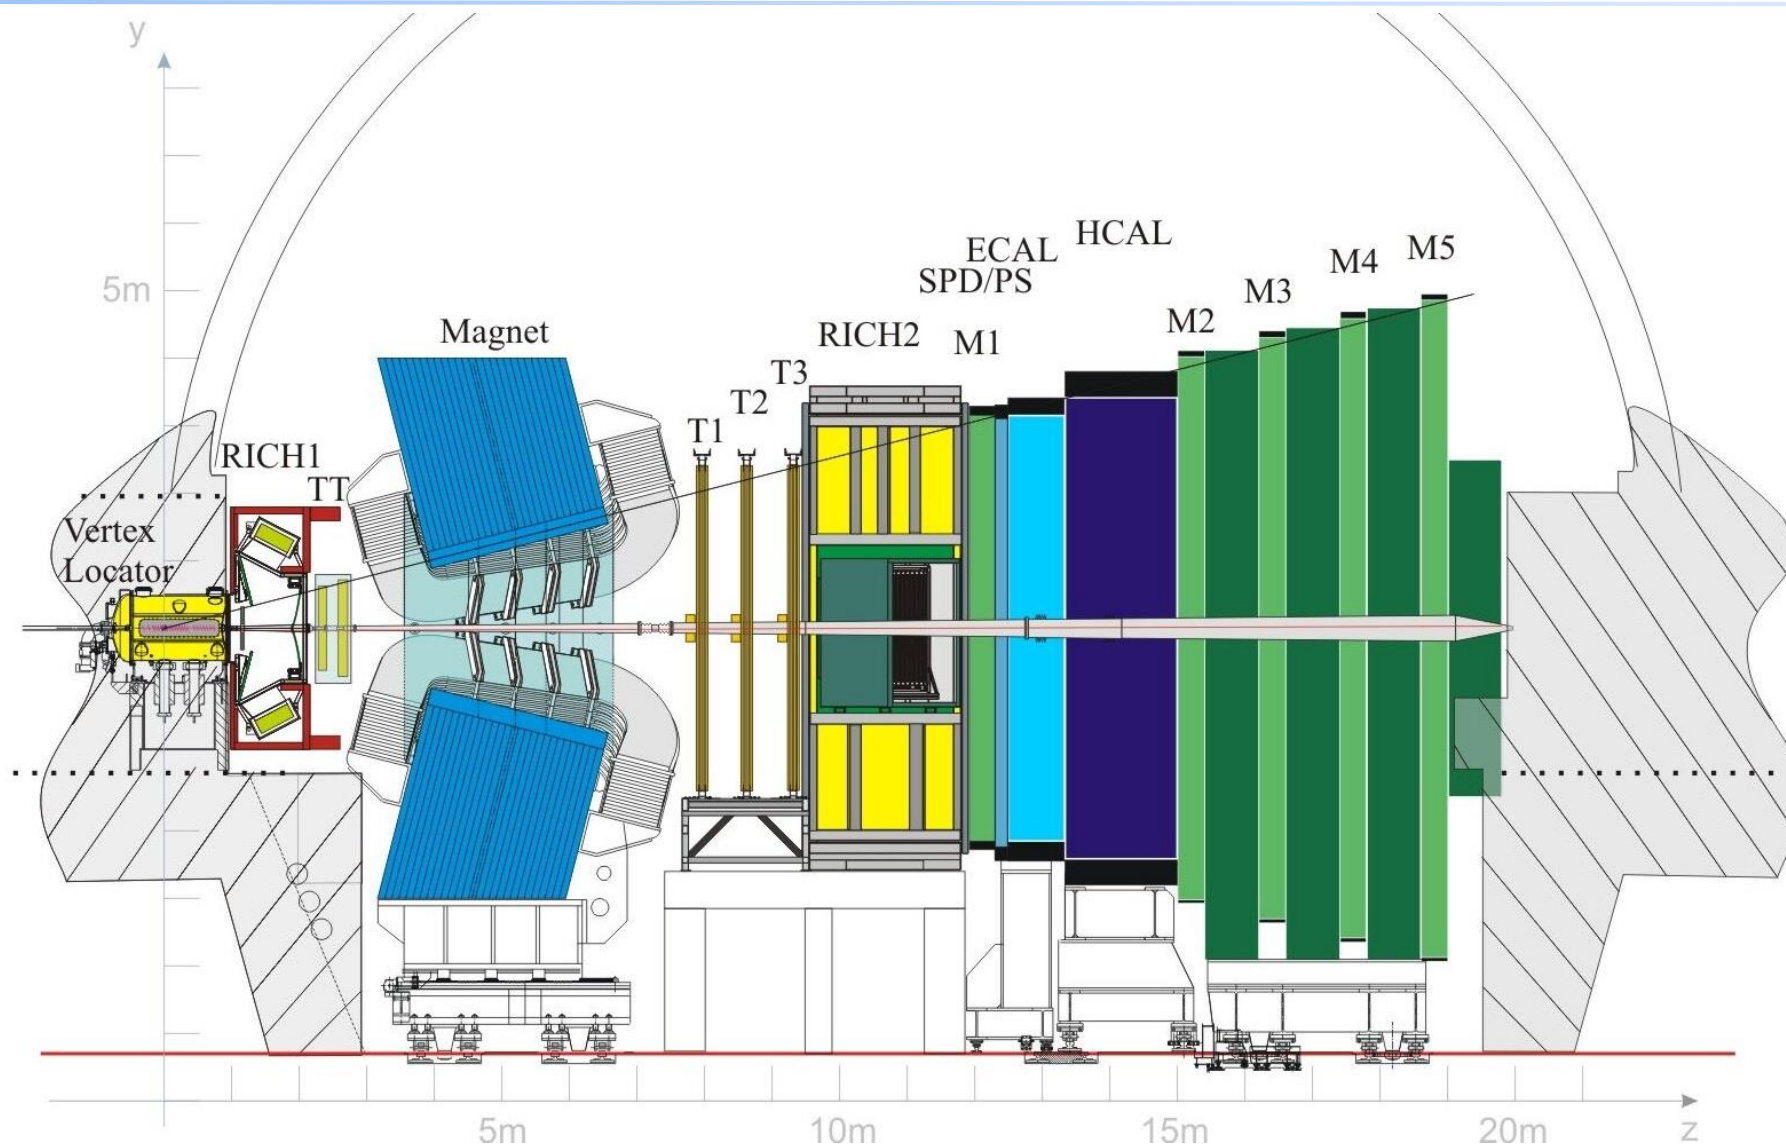 y
5m
Vertex
Locator
RICH1
TT
Magnet
T1
T2
T3
RICH2
M1
SPD/PS
ECAL
HCAL
M2
M3
M4
M5
5m
10m
15m
20m
z